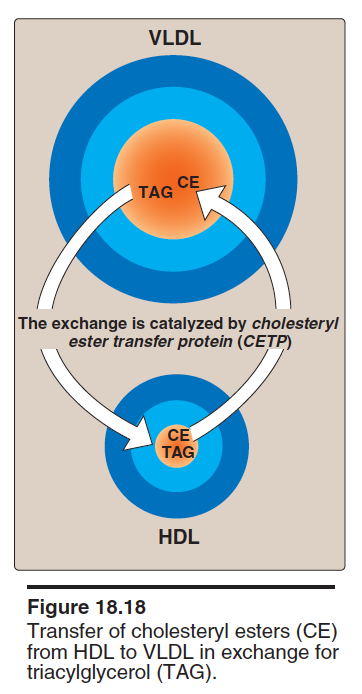 VLDL
TAG CE
The exchange is catalyzed by cholesteryl
ester transfer protein (CETP)
CE
TAG
HDL
Figure 18.18
Transfer of cholesteryl esters (CE)
from HDL to VLDL in exchange for
triacylglycerol (TAG).